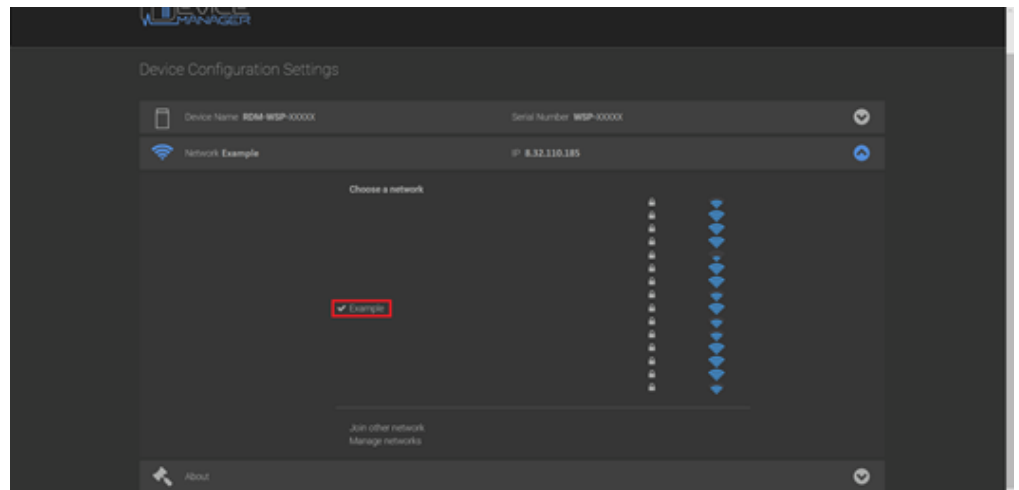 DEVICE
MANAGER
Device Configuration Settings
Device Name RDM-WSP-XXXXX Serial Number WSP-XXXXX
Network Example IP 8.32.110.185
Choose a network
Example
Join other network
Manage networks
About